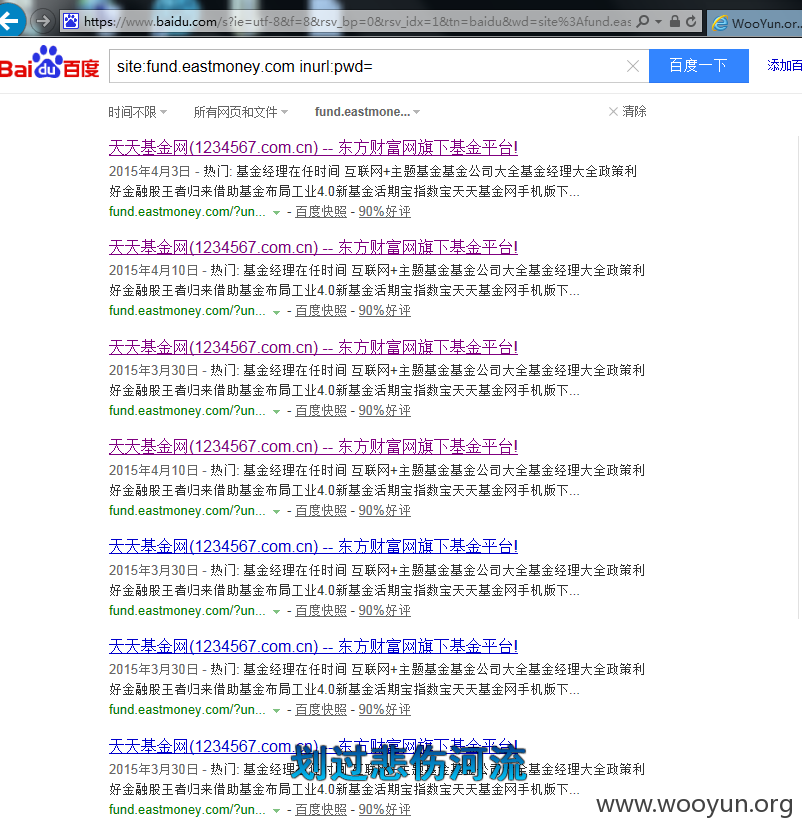 https://www.baidu.com/s?ie=utf-8&f=8&rsv_bp=0&rsv_idx=1&tn=baidu&wd=site%3Afund.eas
WooYun.or...
Bai du 百度
site:fund.eastmoney.com inurl:pwd=
百度一下
添加百
时间不限
所有网页和文件
fund.eastmone...
清除
天天基金网(1234567.com.cn) -- 东方财富网旗下基金平台!
2015年4月3日 - 热门: 基金经理在任时间 互联网+主题基金基金公司大全基金经理大全政策利
好金融股王者归来借助基金布局工业4.0新基金活期宝指数宝天天基金网手机版下...
fund.eastmoney.com/?un... - 百度快照 - 90%好评
天天基金网(1234567.com.cn) -- 东方财富网旗下基金平台!
2015年4月10日 - 热门: 基金经理在任时间 互联网+主题基金基金公司大全基金经理大全政策利
好金融股王者归来借助基金布局工业4.0新基金活期宝指数宝天天基金网手机版下...
fund.eastmoney.com/?un... - 百度快照 - 90%好评
天天基金网(1234567.com.cn) -- 东方财富网旗下基金平台!
2015年3月30日 - 热门: 基金经理在任时间 互联网+主题基金基金公司大全基金经理大全政策利
好金融股王者归来借助基金布局工业4.0新基金活期宝指数宝天天基金网手机版下...
fund.eastmoney.com/?un... - 百度快照 - 90%好评
天天基金网(1234567.com.cn) -- 东方财富网旗下基金平台!
2015年4月10日 - 热门: 基金经理在任时间 互联网+主题基金基金公司大全基金经理大全政策利
好金融股王者归来借助基金布局工业4.0新基金活期宝指数宝天天基金网手机版下...
fund.eastmoney.com/?un... - 百度快照 - 90%好评
天天基金网(1234567.com.cn) -- 东方财富网旗下基金平台!
2015年3月30日 - 热门: 基金经理在任时间 互联网+主题基金基金公司大全基金经理大全政策利
好金融股王者归来借助基金布局工业4.0新基金活期宝指数宝天天基金网手机版下...
fund.eastmoney.com/?un... - 百度快照 - 90%好评
天天基金网(1234567.com.cn) -- 东方财富网旗下基金平台!
2015年3月30日 - 热门: 基金经理在任时间 互联网+主题基金基金公司大全基金经理大全政策利
好金融股王者归来借助基金布局工业4.0新基金活期宝指数宝天天基金网手机版下...
fund.eastmoney.com/?un... - 百度快照 - 90%好评
天天基金网(1234567.com.cn) -- 东方财富网旗下基金平台!
划过悲伤河流
2015年3月30日 - 热门: 基金经理在任时间 互联网+主题基金基金公司大全基金经理大全政策利
好金融股王者归来借助基金布局工业4.0新基金活期宝指数宝天天基金网手机版下...
www.wooyun.org
fund.eastmoney.com/?un... - 百度快照 - 90%好评